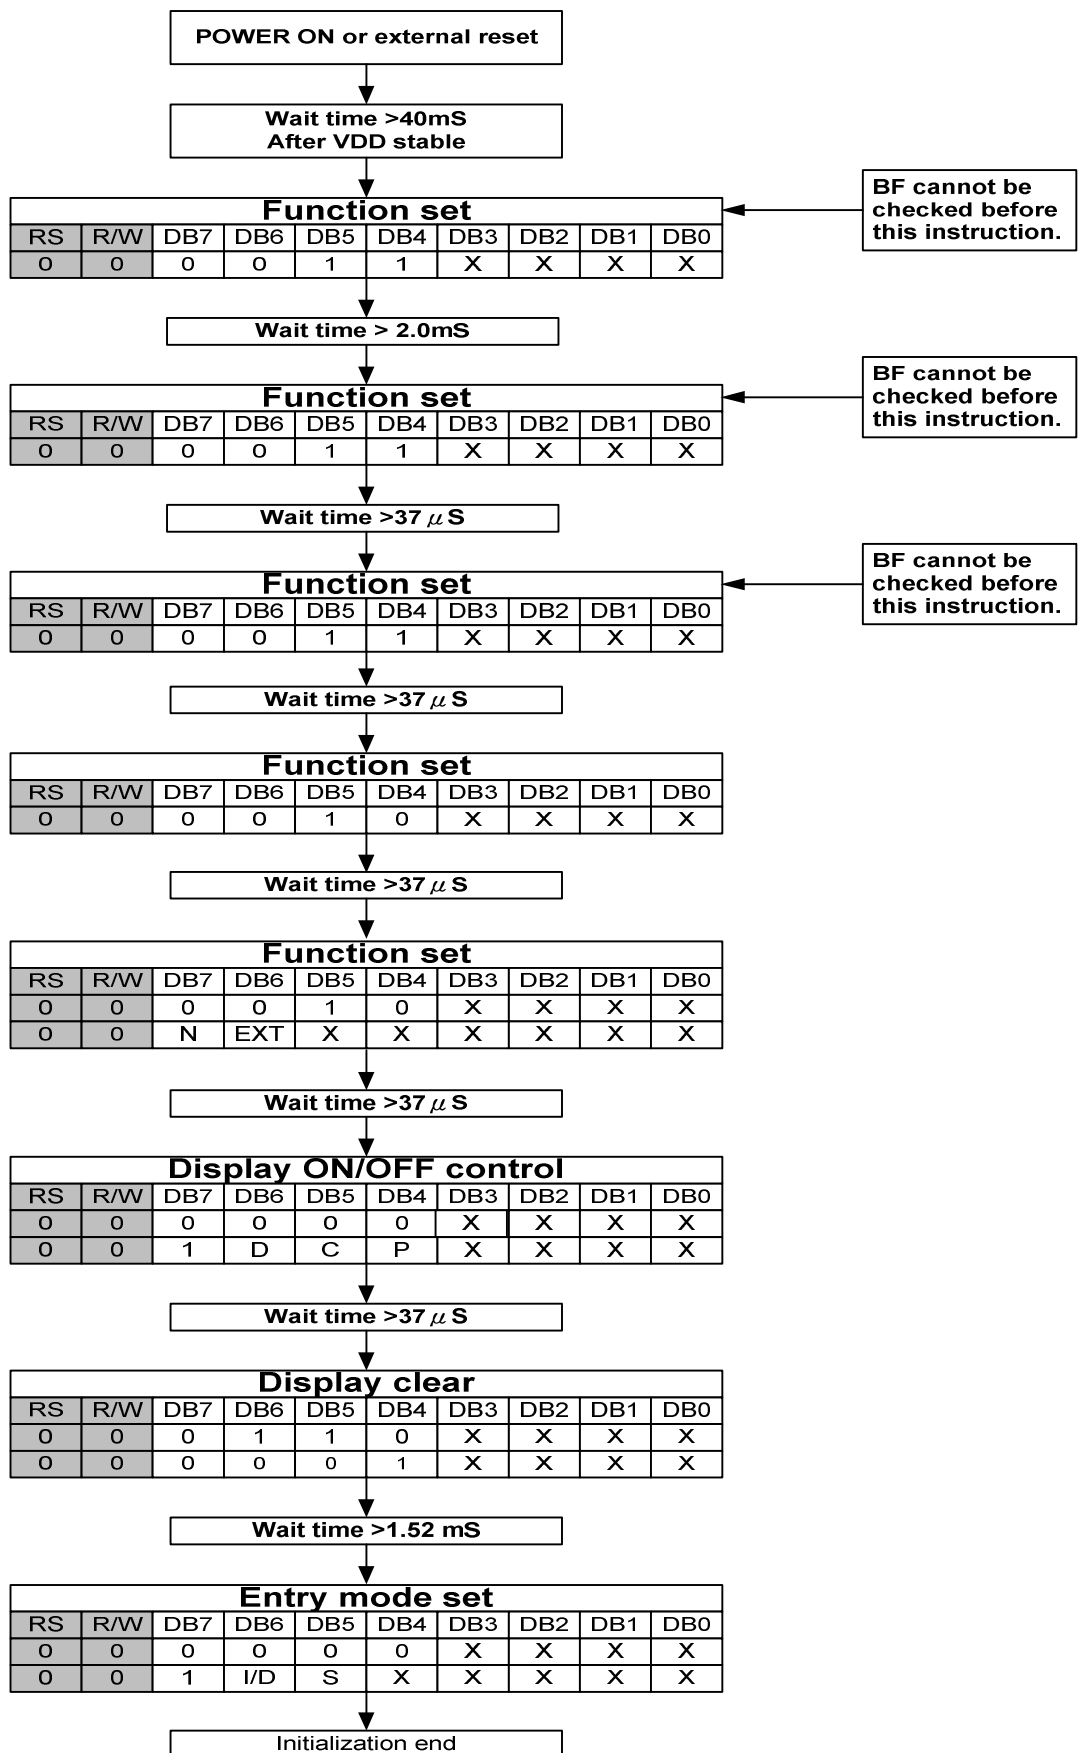 POWER ON or external reset
Wait time >40mS
After VDD stable
Function set
RS R/W DB7 DB6 DB5 DB4 DB3 DB2 DB1 DB0
0 0 0 0 1 1 X X X X
BF cannot be
checked before
this instruction.
Wait time > 2.0mS
Function set
RS R/W DB7 DB6 DB5 DB4 DB3 DB2 DB1 DB0
0 0 0 0 1 1 X X X X
BF cannot be
checked before
this instruction.
Wait time >37μS
Function set
RS R/W DB7 DB6 DB5 DB4 DB3 DB2 DB1 DB0
0 0 0 0 1 1 X X X X
BF cannot be
checked before
this instruction.
Wait time >37μS
Function set
RS R/W DB7 DB6 DB5 DB4 DB3 DB2 DB1 DB0
0 0 0 0 1 0 X X X X
Wait time >37μS
Function set
RS R/W DB7 DB6 DB5 DB4 DB3 DB2 DB1 DB0
0 0 0 0 1 0 X X X X
0 0 N EXT X X X X X X
Wait time >37μS
Display ON/OFF control
RS R/W DB7 DB6 DB5 DB4 DB3 DB2 DB1 DB0
0 0 0 0 0 0 X X X X
0 0 1 D C P X X X X
Wait time >37μS
Display clear
RS R/W DB7 DB6 DB5 DB4 DB3 DB2 DB1 DB0
0 0 0 1 1 0 X X X X
0 0 0 0 0 1 X X X X
Wait time >1.52 mS
Entry mode set
RS R/W DB7 DB6 DB5 DB4 DB3 DB2 DB1 DB0
0 0 0 0 0 0 X X X X
0 0 1 I/D S X X X X X
Initialization end